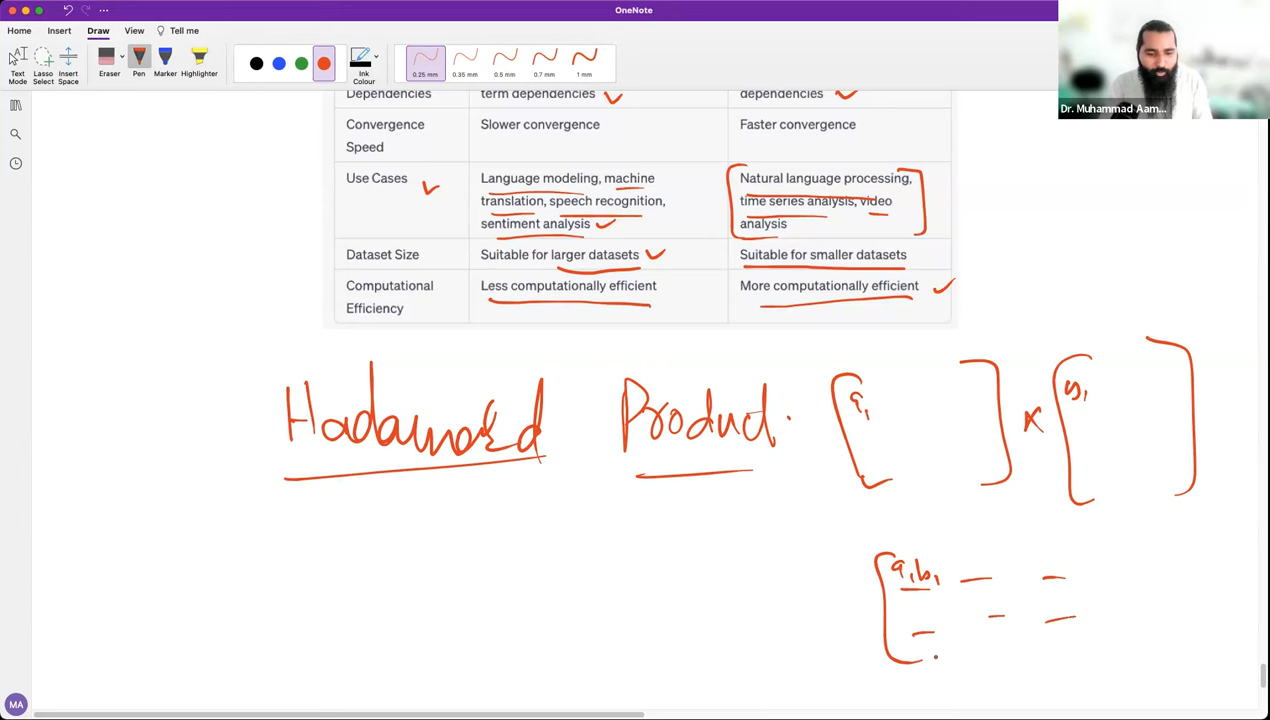 OneNote
Home Insert Draw View Tell me
Text Mode
Lasso Select
Insert Space
Eraser
Pen
Marker
Highlighter
Ink Colour
0.25 mm
0.35 mm
0.5 mm
0.7 mm
1 mm
Dr. Muhammad Aam...
Dependencies
term dependencies
dependencies
Convergence Speed
Slower convergence
Faster convergence
Use Cases
Language modeling, machine
translation, speech recognition,
sentiment analysis
Natural language processing,
time series analysis, video
analysis
Dataset Size
Suitable for larger datasets
Suitable for smaller datasets
Computational Efficiency
Less computationally efficient
More computationally efficient
Hadamard Product. [a1 ] x [b1 ]
[a1b1 — —
— — —
MA